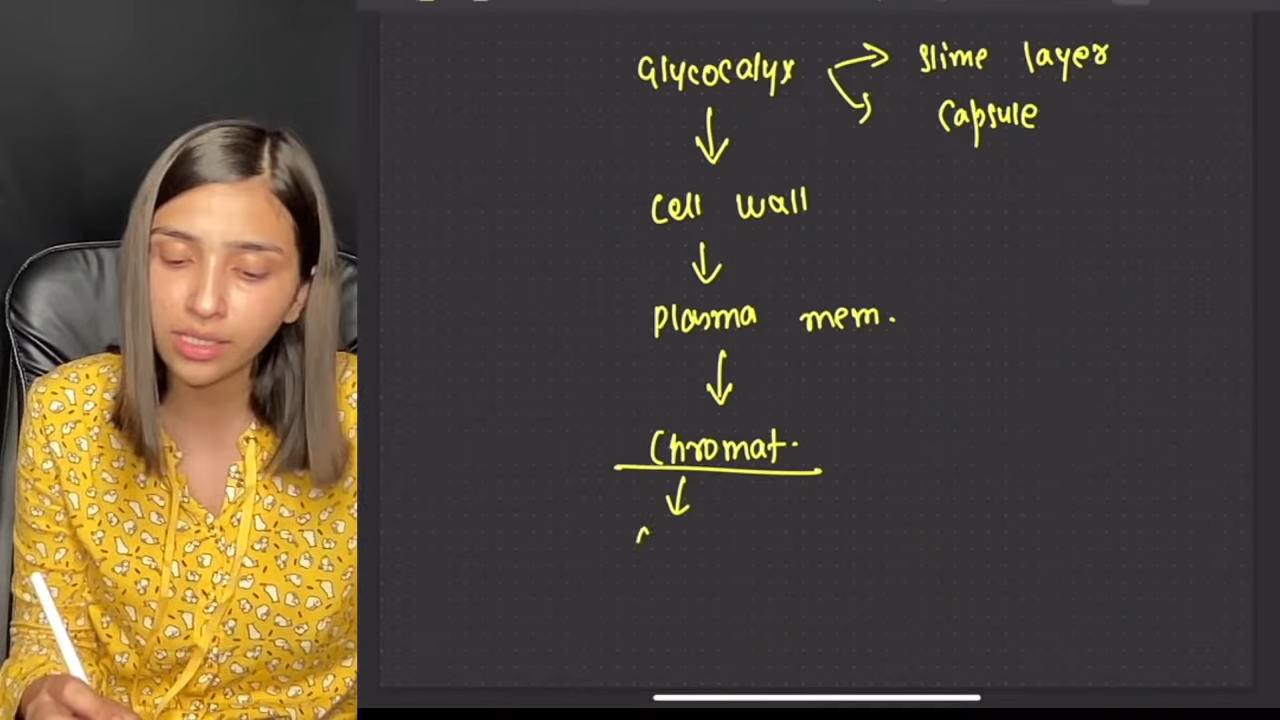 Glycocalyx → slime layer
capsule
↓
cell wall
↓
Plasma mem.
↓
Chromat.
↓